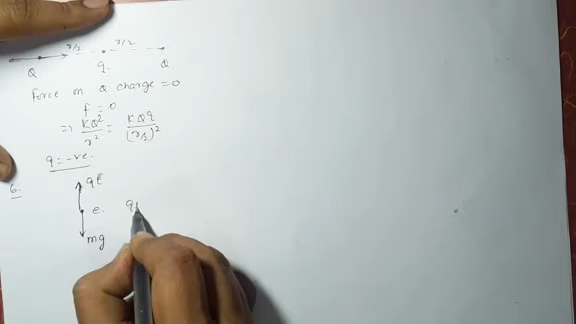 r/2 r/2
Q q. Q
force on Q charge = 0
f = 0
⇒ KQ²/r² = KQq/(r/2)²
q = -ve.
6.
qE
e. q
mg